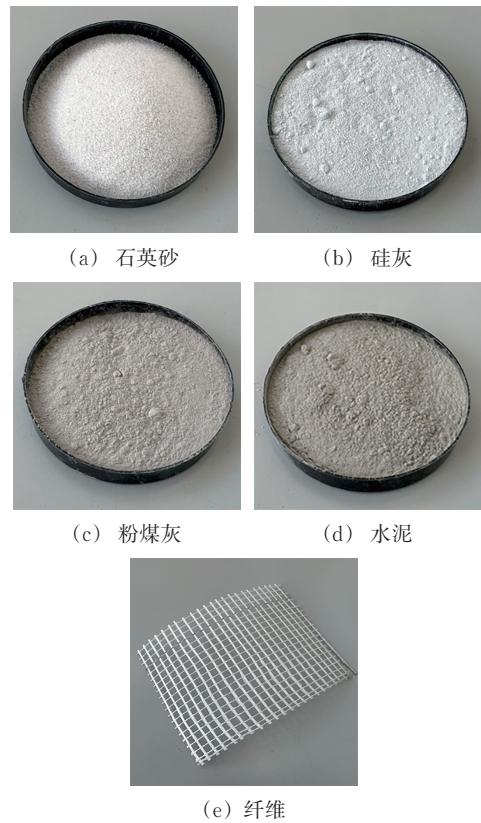 （a） 石英砂
（b） 硅灰
（c） 粉煤灰
（d） 水泥
（e）纤维